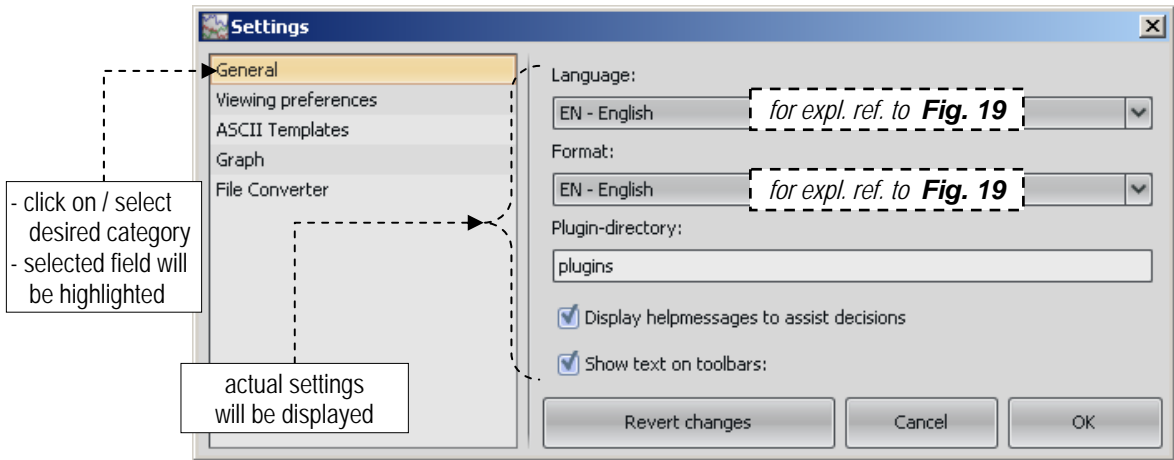 Settings
General
Viewing preferences
ASCII Templates
Graph
File Converter
- click on / select
desired category
- selected field will
be highlighted
actual settings
will be displayed
Language:
EN - English
for expl. ref. to Fig. 19
Format:
EN - English
for expl. ref. to Fig. 19
Plugin-directory:
plugins
Display helpmessages to assist decisions
Show text on toolbars:
Revert changes
Cancel
OK